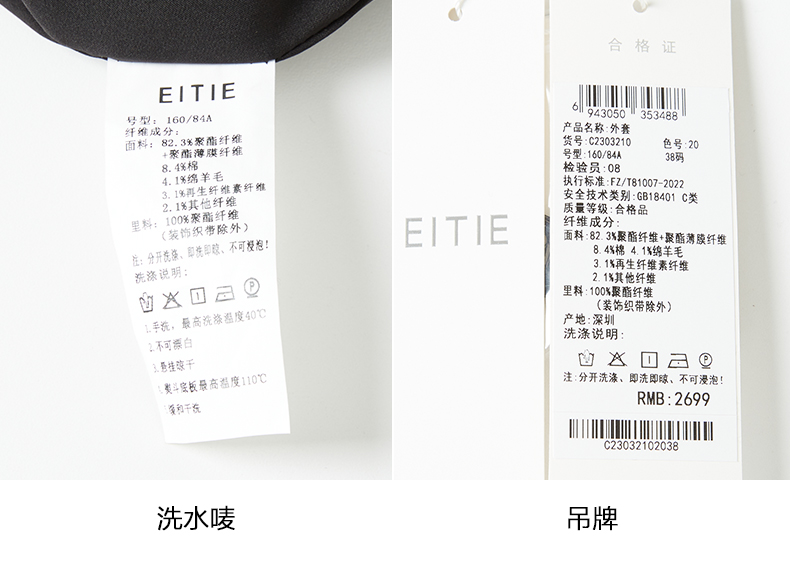 EITIE
号型: 160/84A
纤维成分:
面料: 82.3%聚酯纤维
+聚酯薄膜纤维
8.4%棉
4.1%绵羊毛
3.1%再生纤维素纤维
2.1%其他纤维
里料: 100%聚酯纤维
(装饰织带除外)
注: 分开洗涤、即洗即晾、不可浸泡!
洗涤说明:
1.手洗, 最高洗涤温度40℃
2.不可漂白
3.悬挂晾干
4.熨斗底板最高温度110℃
缓和干洗
洗水唛
EITIE
合格证
6 943050 353488
产品名称:外套
货号:C2303210 色号:20
号型:160/84A 38码
检验员:08
执行标准:FZ/T81007-2022
安全技术类别:GB18401 C类
质量等级:合格品
纤维成分:
面料:82.3%聚酯纤维+聚酯薄膜纤维
8.4%棉 4.1%绵羊毛
3.1%再生纤维素纤维
2.1%其他纤维
里料:100%聚酯纤维
(装饰织带除外)
产地:深圳
洗涤说明:
P
注:分开洗涤、即洗即晾、不可浸泡!
RMB:2699
C23032102038
吊牌